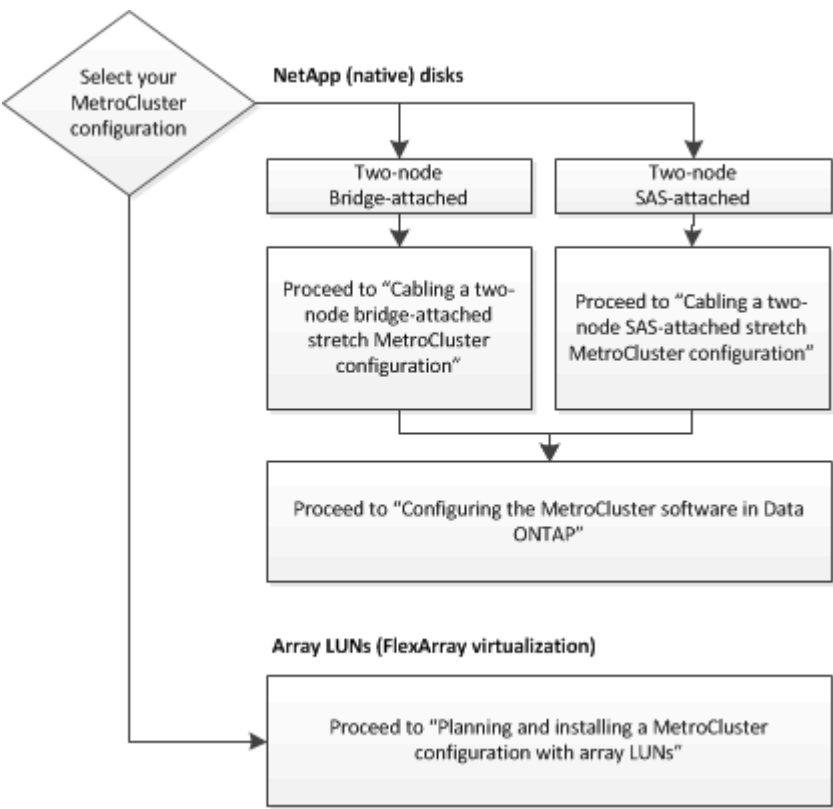 Select your
MetroCluster
configuration
NetApp (native) disks
Two-node
Bridge-attached
Two-node
SAS-attached
Proceed to “Cabling a two-
node bridge-attached
stretch MetroCluster
configuration”
Proceed to “Cabling a two-
node SAS-attached stretch
MetroCluster configuration”
Proceed to “Configuring the MetroCluster software in Data
ONTAP”
Array LUNs (FlexArray virtualization)
Proceed to “Planning and installing a MetroCluster
configuration with array LUNs”